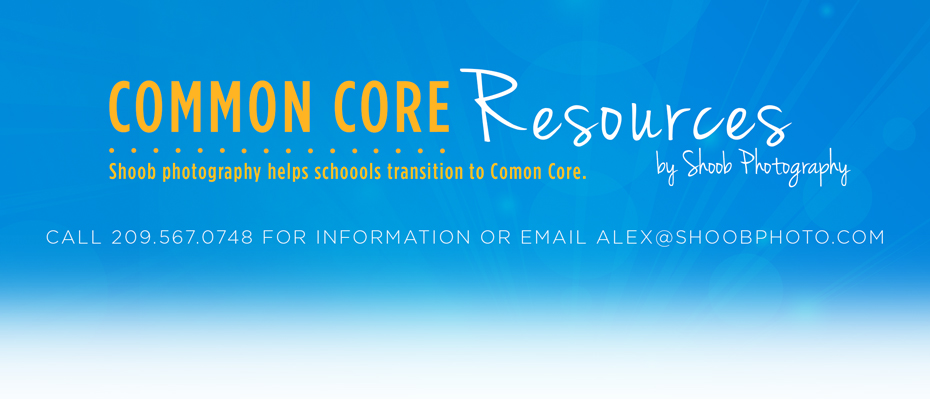 COMMON CORE Resources
Shoob photography helps schoools transition to Comon Core.
by Shoob Photography
CALL 209.567.0748 FOR INFORMATION OR EMAIL ALEX@SHOOBPHOTO.COM